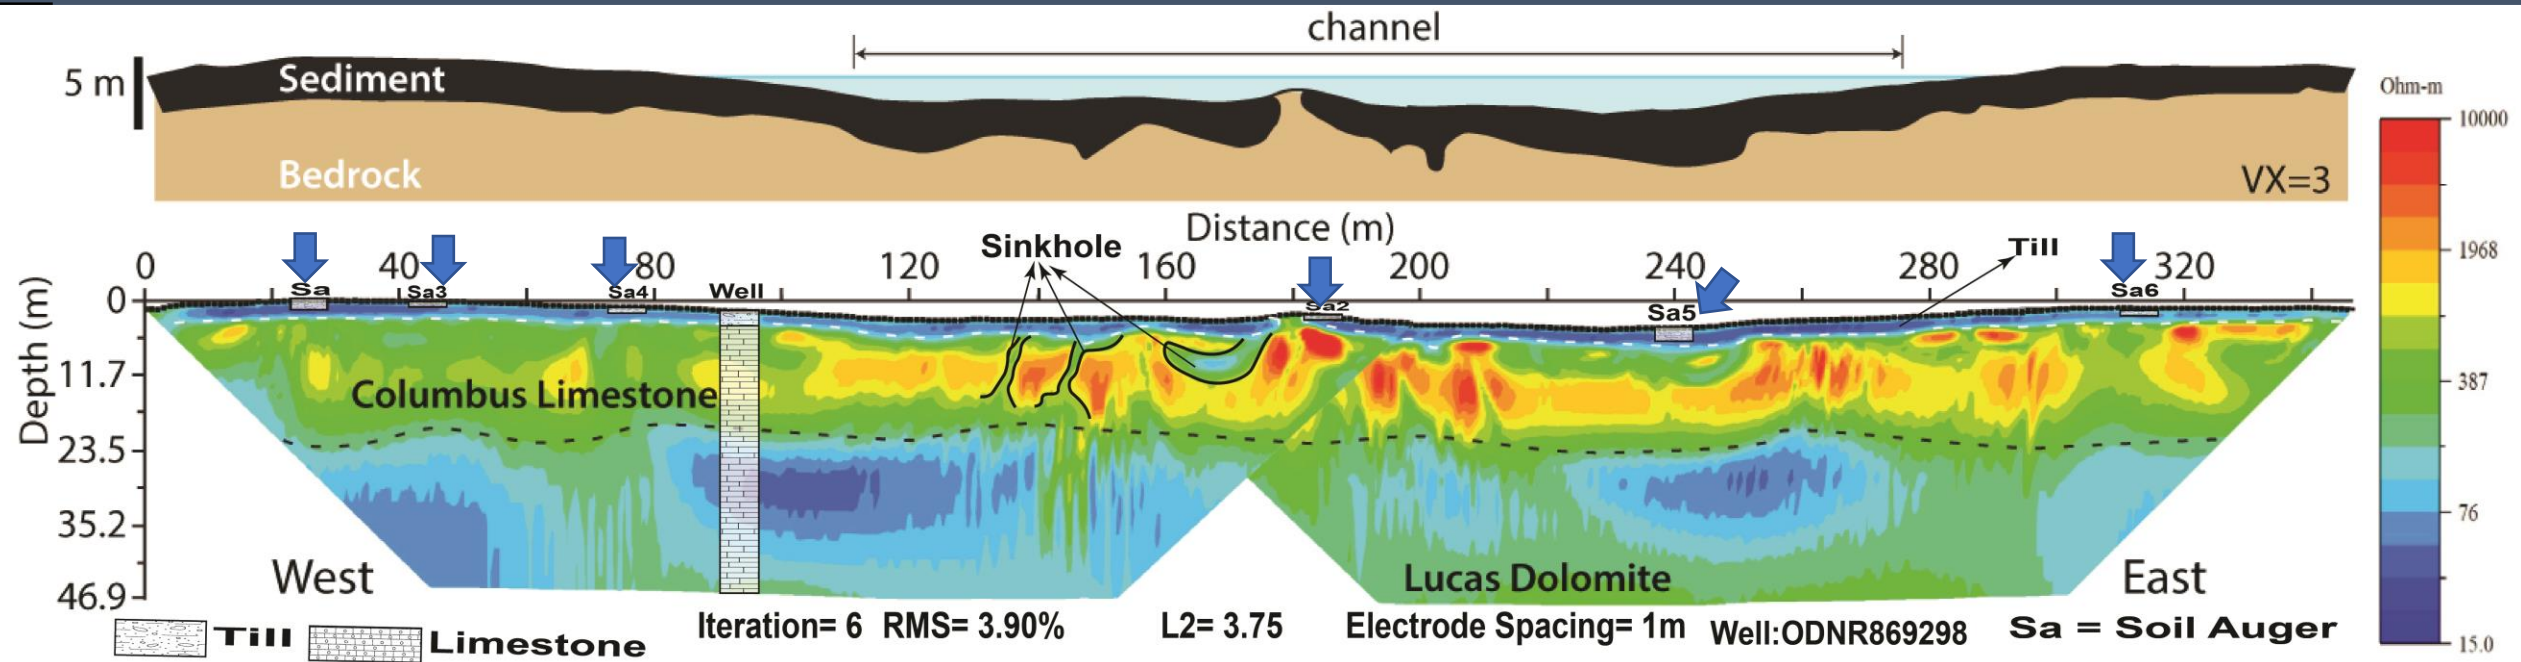 channel
5 m
Sediment
Ohm-m
10000
Bedrock
VX=3
Distance (m)
Sinkhole
Till
0 40 80 120 160 200 240 280 320
1968
Sa Sa3 Sa4 Well Sa2 Sa5 Sa6
Depth (m)
0
11.7
23.5
35.2
46.9
Columbus Limestone
387
76
West
Lucas Dolomite
East
Iteration= 6 RMS= 3.90% L2= 3.75 Electrode Spacing= 1m Well:ODNR869298 Sa = Soil Auger
Till Limestone
15.0